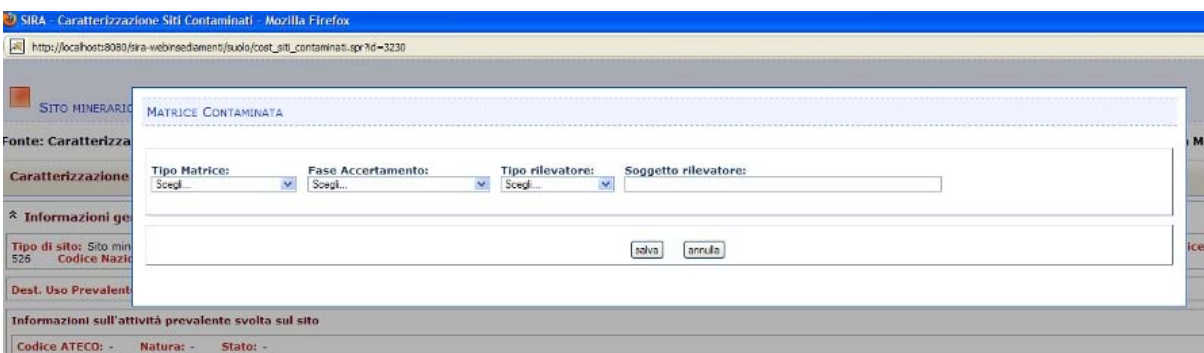 SIRA - Caratterizzazione Siti Contaminati - Mozilla Firefox
http://localhost:8080/sira-webinsediamenti/suolo/cost_siti_contaminati.spr?id=3230
SITO MINERARIO
MATRICE CONTAMINATA
Fonte: Caratterizza
M
Tipo Matrice: Fase Accertamento: Tipo rilevatore: Soggetto rilevatore:
Caratterizzazione
Scegli... Scegli... Scegli...
Informazioni ge
Tipo di sito: Sito min
ice
526 Codice Nazio
salva annulla
Dest. Uso Prevalent
Informazioni sull'attività prevalente svolta sul sito
Codice ATECO: - Natura: - Stato: -